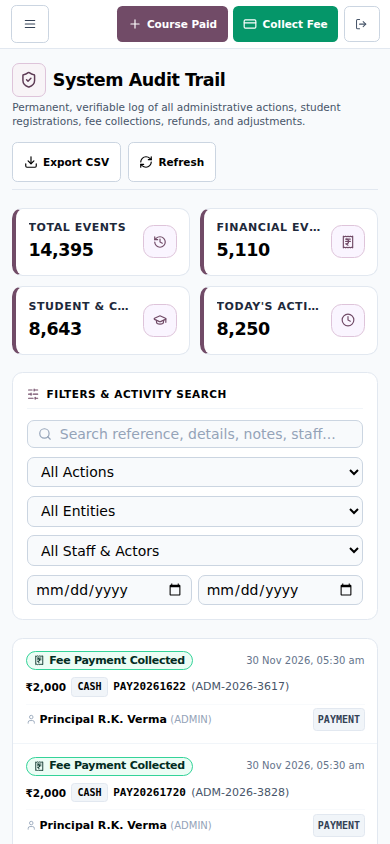 Course Paid
Collect Fee
System Audit Trail
Permanent, verifiable log of all administrative actions, student
registrations, fee collections, refunds, and adjustments.
Export CSV
Refresh
TOTAL EVENTS
14,395
FINANCIAL EV...
5,110
STUDENT & C...
8,643
TODAY'S ACTI...
8,250
FILTERS & ACTIVITY SEARCH
Search reference, details, notes, staff...
All Actions
All Entities
All Staff & Actors
mm/dd/yyyy
mm/dd/yyyy
Fee Payment Collected
30 Nov 2026, 05:30 am
₹2,000 CASH PAY20261622 (ADM-2026-3617)
Principal R.K. Verma (ADMIN)
PAYMENT
Fee Payment Collected
30 Nov 2026, 05:30 am
₹2,000 CASH PAY20261720 (ADM-2026-3828)
Principal R.K. Verma (ADMIN)
PAYMENT